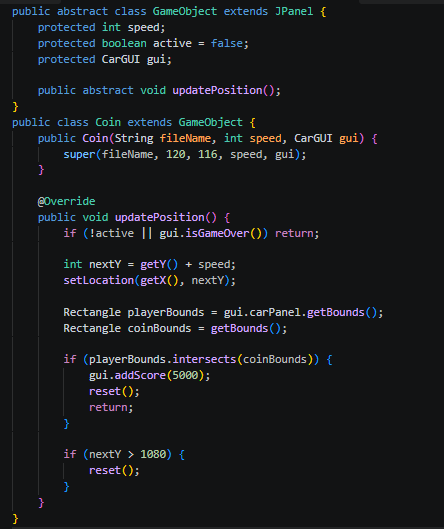 public abstract class GameObject extends JPanel {
    protected int speed;
    protected boolean active = false;
    protected CarGUI gui;

    public abstract void updatePosition();
}
public class Coin extends GameObject {
    public Coin(String fileName, int speed, CarGUI gui) {
        super(fileName, 120, 116, speed, gui);
    }

    @Override
    public void updatePosition() {
        if (!active || gui.isGameOver()) return;

        int nextY = getY() + speed;
        setLocation(getX(), nextY);

        Rectangle playerBounds = gui.carPanel.getBounds();
        Rectangle coinBounds = getBounds();

        if (playerBounds.intersects(coinBounds)) {
            gui.addScore(5000);
            reset();
            return;
        }

        if (nextY > 1080) {
            reset();
        }
    }
}